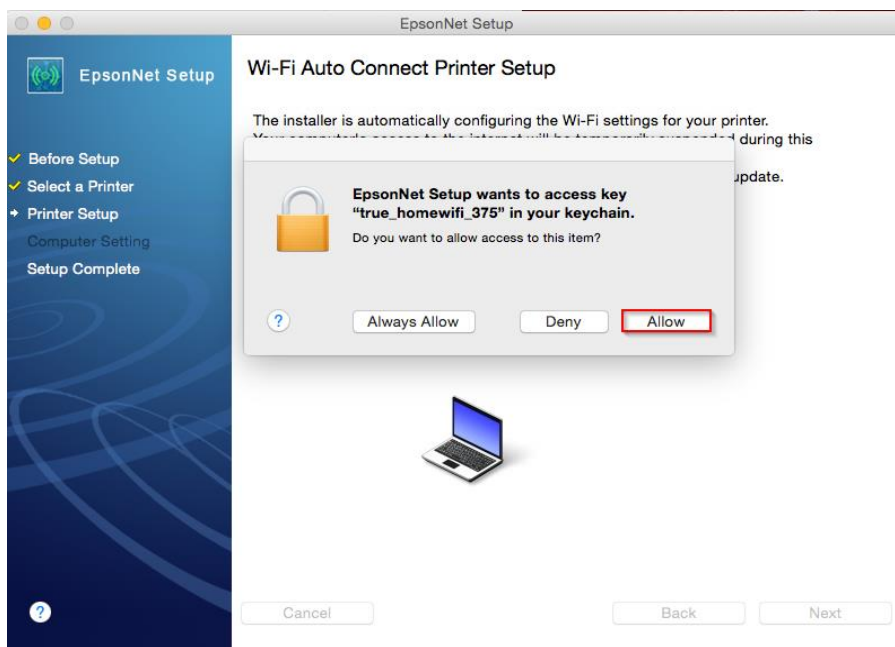 EpsonNet Setup
EpsonNet Setup
Before Setup
Select a Printer
Printer Setup
Computer Setting
Setup Complete
?
Wi-Fi Auto Connect Printer Setup
The installer is automatically configuring the Wi-Fi settings for your printer.
during this
update.
EpsonNet Setup wants to access key
“true_homewifi_375” in your keychain.
Do you want to allow access to this item?
?
Always Allow
Deny
Allow
Cancel
Back
Next